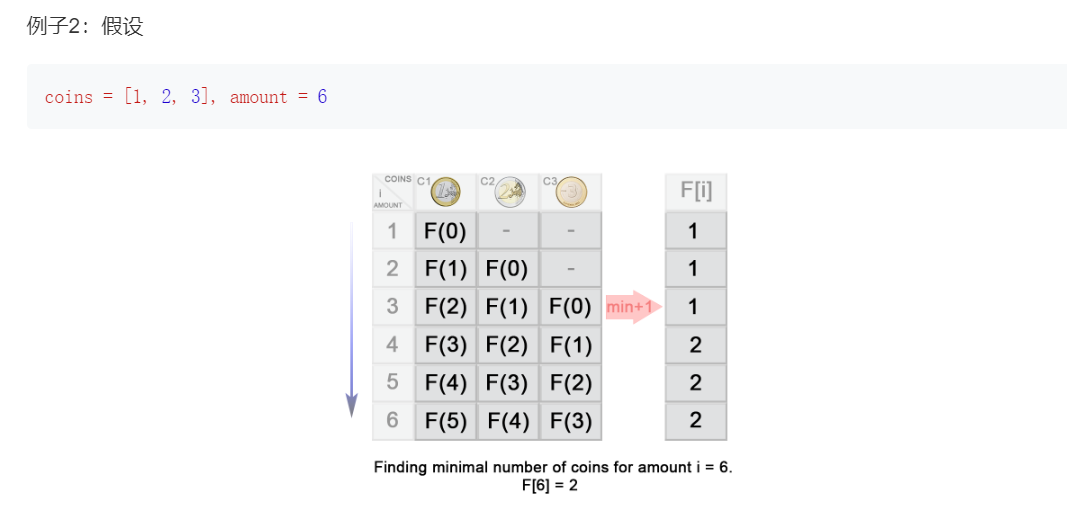 例子2：假设
coins = [1, 2, 3], amount = 6
COINS C1 C2 C3 F[i]
i
AMOUNT
1 F(0) - - 1
2 F(1) F(0) - 1
3 F(2) F(1) F(0) min+1 1
4 F(3) F(2) F(1) 2
5 F(4) F(3) F(2) 2
6 F(5) F(4) F(3) 2
Finding minimal number of coins for amount i = 6.
F[6] = 2